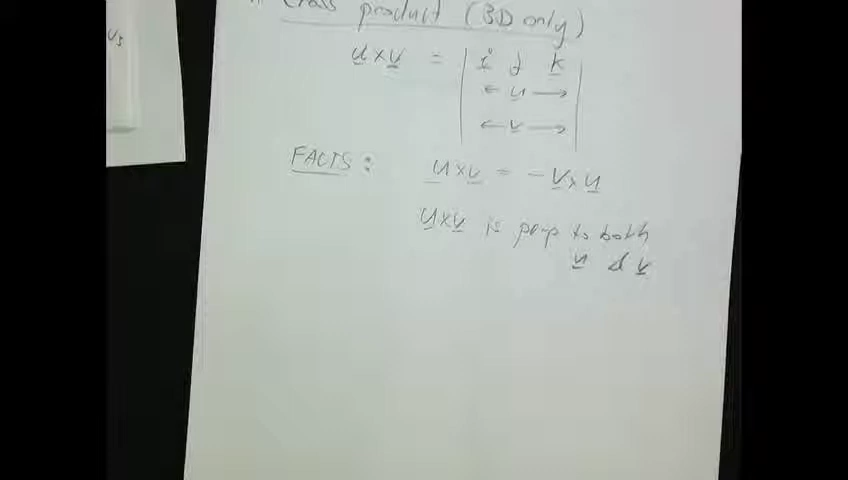 Cross product (3D only)
u × v = | i j k |
← u →
← v →
FACTS: u × v = - v × u
u × v is perp to both
u & v